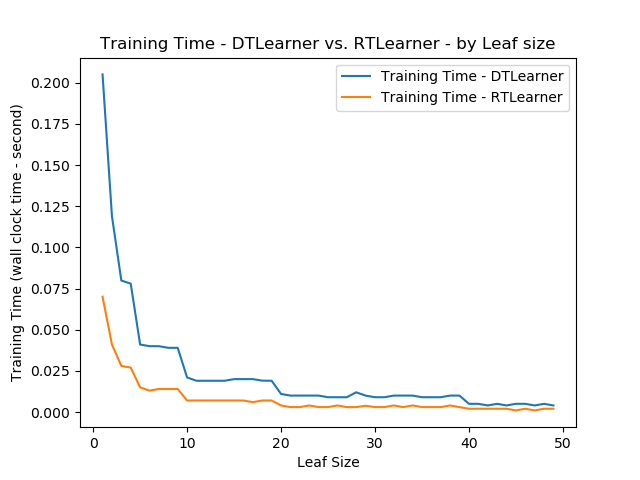 Training Time - DTLearner vs. RTLearner - by Leaf size
Training Time - DTLearner
Training Time - RTLearner
Training Time (wall clock time - second)
0.200
0.175
0.150
0.125
0.100
0.075
0.050
0.025
0.000
0 10 20 30 40 50
Leaf Size